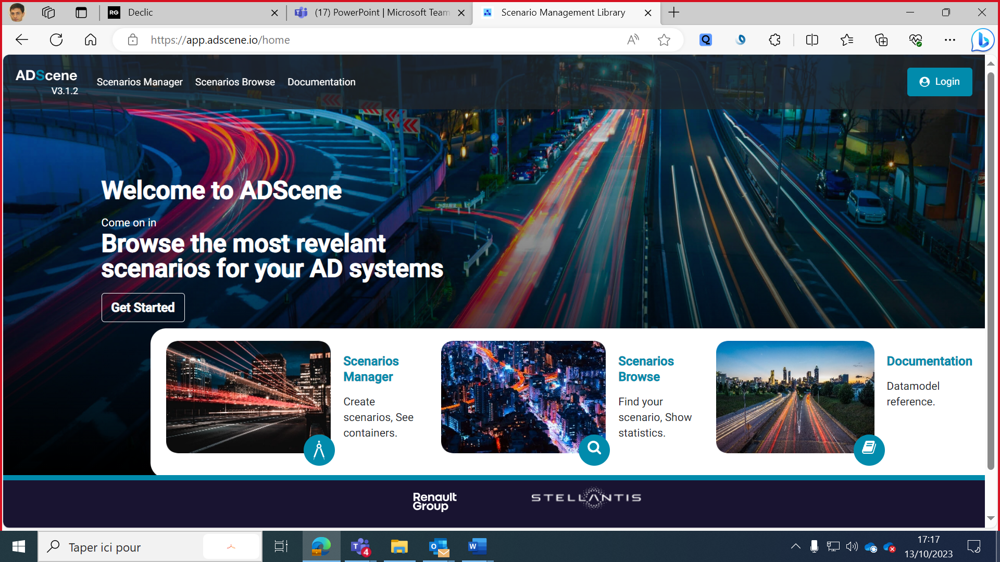 RG Declic
(17) PowerPoint | Microsoft Team
Scenario Management Library
https://app.adscene.io/home
ADScene
V3.1.2
Scenarios Manager
Scenarios Browse
Documentation
Login
Welcome to ADScene
Come on in
Browse the most revelant
scenarios for your AD systems
Get Started
Scenarios
Manager
Create
scenarios, See
containers.
Scenarios
Browse
Find your
scenario, Show
statistics.
Documentation
Datamodel
reference.
Renault
Group
STELLANTIS
Taper ici pour
4
17:17
13/10/2023